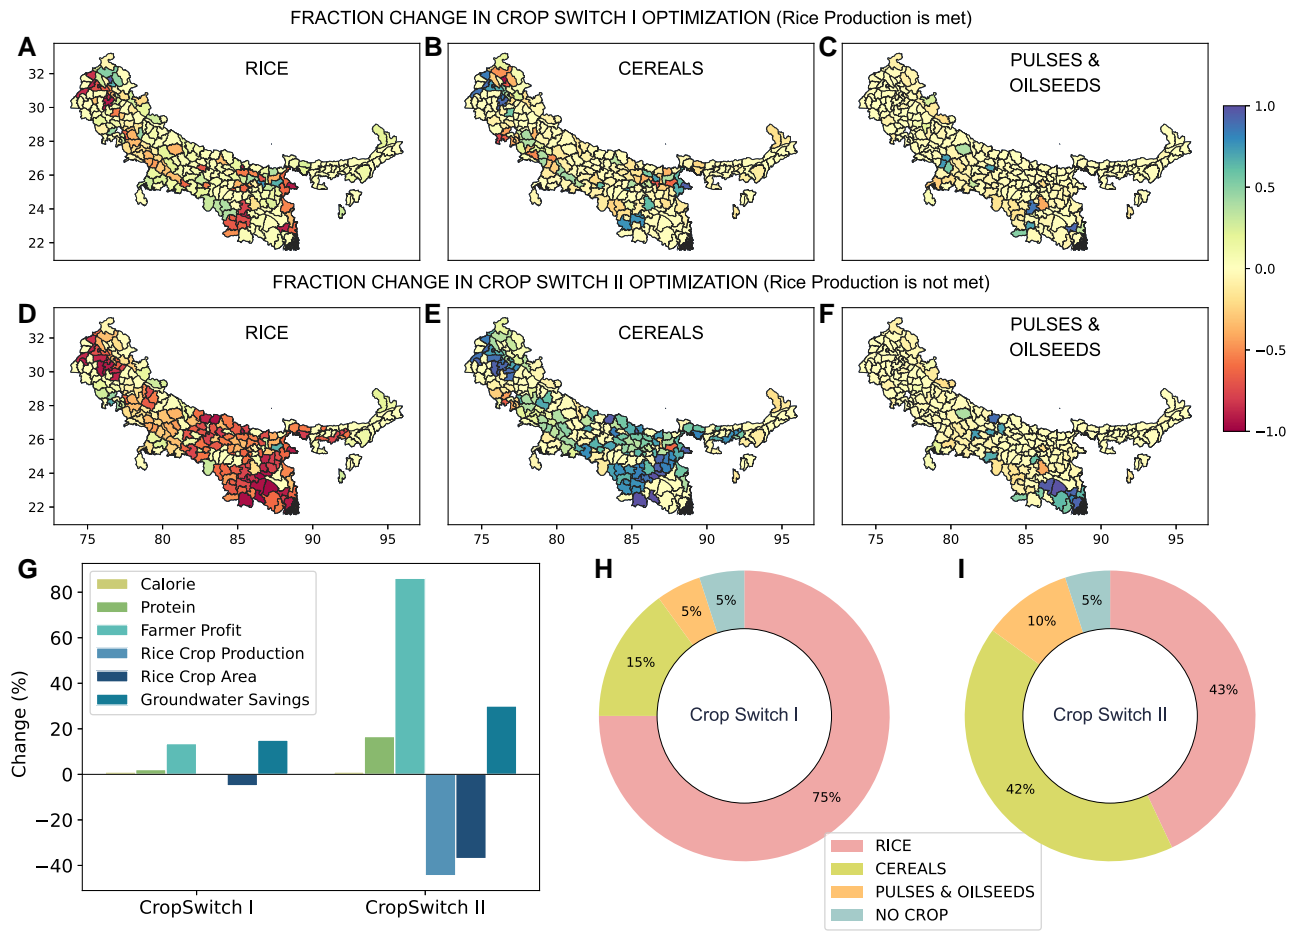 FRACTION CHANGE IN CROP SWITCH I OPTIMIZATION (Rice Production is met)
A
RICE
B
CEREALS
C
PULSES &
OILSEEDS
32
30
28
26
24
22
1.0
0.5
0.0
−0.5
−1.0
FRACTION CHANGE IN CROP SWITCH II OPTIMIZATION (Rice Production is not met)
D
RICE
E
CEREALS
F
PULSES &
OILSEEDS
32
30
28
26
24
22
75 80 85 90 95
75 80 85 90 95
75 80 85 90 95
G
Change (%)
80
60
40
20
0
−20
−40
Calorie
Protein
Farmer Profit
Rice Crop Production
Rice Crop Area
Groundwater Savings
CropSwitch I
CropSwitch II
H
5%
5%
15%
75%
Crop Switch I
I
5%
10%
43%
42%
Crop Switch II
RICE
CEREALS
PULSES & OILSEEDS
NO CROP